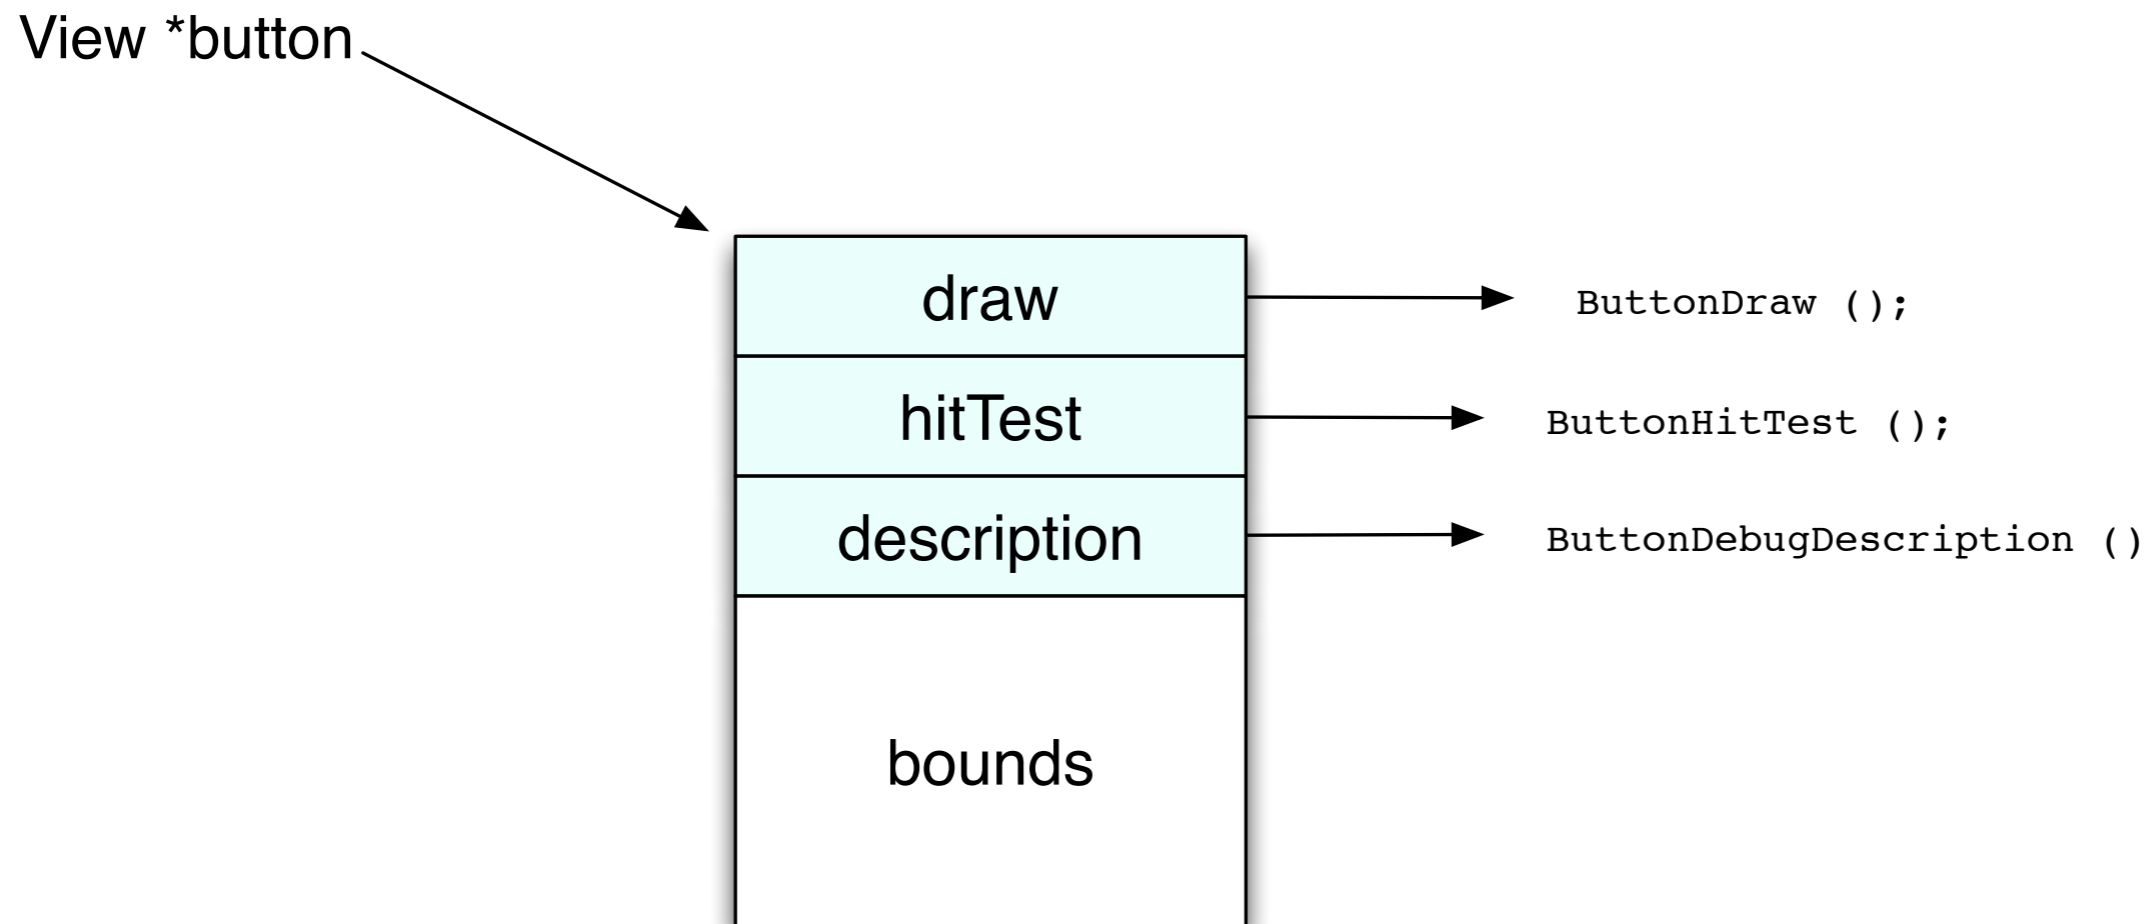 View *button
draw
ButtonDraw ();
hitTest
ButtonHitTest ();
description
ButtonDebugDescription ()
bounds